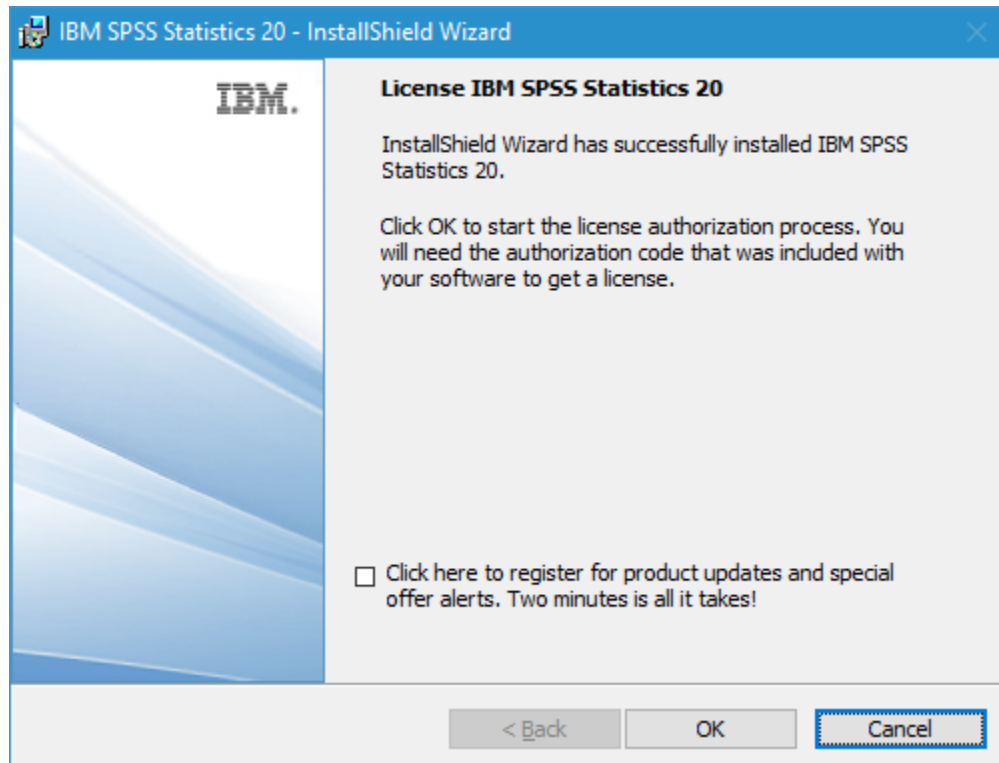 IBM SPSS Statistics 20 - InstallShield Wizard
IBM.
License IBM SPSS Statistics 20
InstallShield Wizard has successfully installed IBM SPSS
Statistics 20.
Click OK to start the license authorization process. You
will need the authorization code that was included with
your software to get a license.
Click here to register for product updates and special
offer alerts. Two minutes is all it takes!
< Back
OK
Cancel